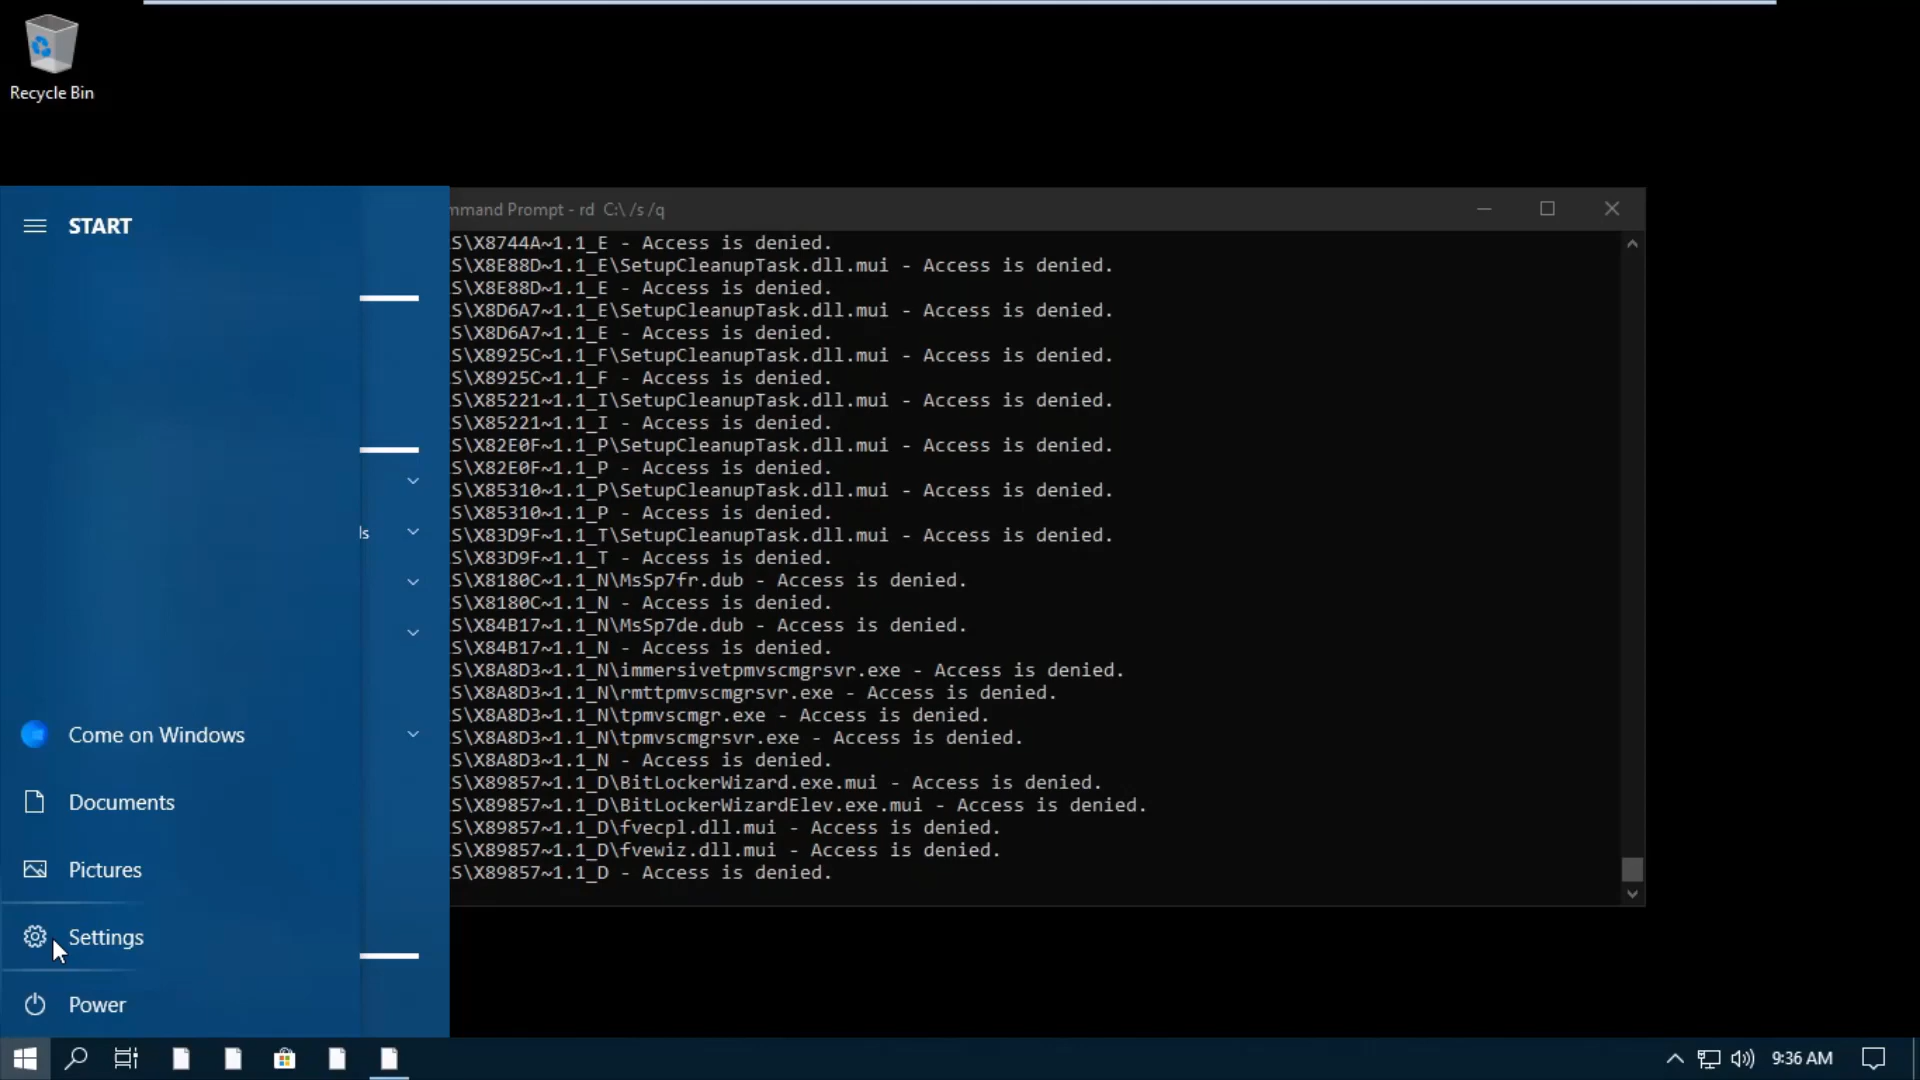 Recycle Bin
START
mmand Prompt - rd  C:\ /s /q
S\X8744A~1.1_E - Access is denied.
S\X8E88D~1.1_E\SetupCleanupTask.dll.mui - Access is denied.
S\X8E88D~1.1_E - Access is denied.
S\X8D6A7~1.1_E\SetupCleanupTask.dll.mui - Access is denied.
S\X8D6A7~1.1_E - Access is denied.
S\X8925C~1.1_F\SetupCleanupTask.dll.mui - Access is denied.
S\X8925C~1.1_F - Access is denied.
S\X85221~1.1_I\SetupCleanupTask.dll.mui - Access is denied.
S\X85221~1.1_I - Access is denied.
S\X82E0F~1.1_P\SetupCleanupTask.dll.mui - Access is denied.
S\X82E0F~1.1_P - Access is denied.
S\X85310~1.1_P\SetupCleanupTask.dll.mui - Access is denied.
S\X85310~1.1_P - Access is denied.
S\X83D9F~1.1_T\SetupCleanupTask.dll.mui - Access is denied.
S\X83D9F~1.1_T - Access is denied.
S\X8180C~1.1_N\MsSp7fr.dub - Access is denied.
S\X8180C~1.1_N - Access is denied.
S\X84B17~1.1_N\MsSp7de.dub - Access is denied.
S\X84B17~1.1_N - Access is denied.
S\X8A8D3~1.1_N\immersivetpmvscmgrsvr.exe - Access is denied.
S\X8A8D3~1.1_N\rmttpmvscmgrsvr.exe - Access is denied.
S\X8A8D3~1.1_N\tpmvscmgr.exe - Access is denied.
S\X8A8D3~1.1_N\tpmvscmgrsvr.exe - Access is denied.
S\X8A8D3~1.1_N - Access is denied.
S\X89857~1.1_D\BitLockerWizard.exe.mui - Access is denied.
S\X89857~1.1_D\BitLockerWizardElev.exe.mui - Access is denied.
S\X89857~1.1_D\fvecpl.dll.mui - Access is denied.
S\X89857~1.1_D\fvewiz.dll.mui - Access is denied.
S\X89857~1.1_D - Access is denied.
ls
Come on Windows
Documents
Pictures
Settings
Power
9:36 AM